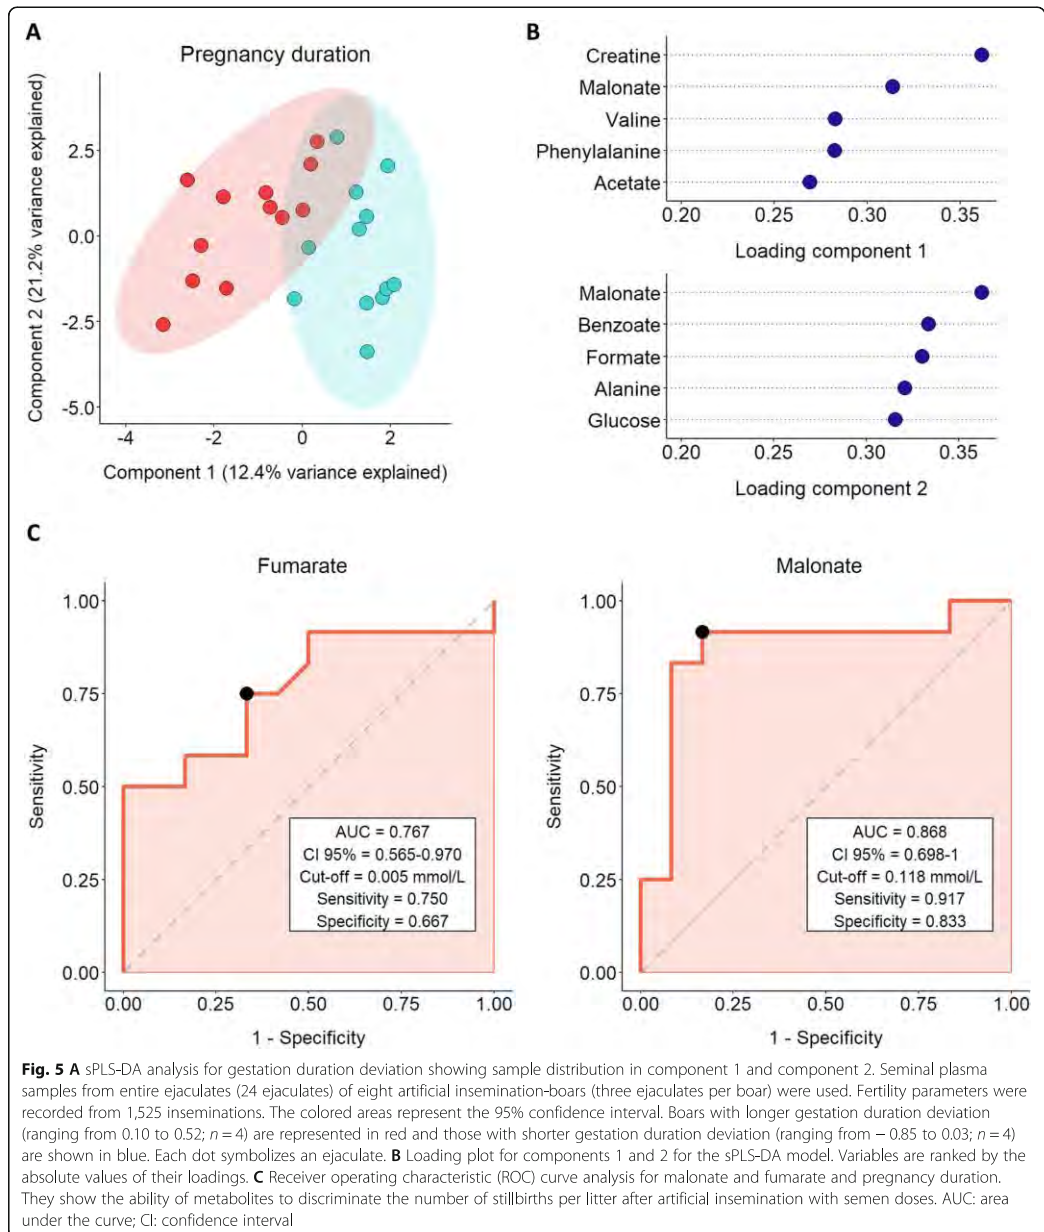 A
Pregnancy duration
Component 2 (21.2% variance explained)
2.5
0.0
-2.5
-5.0
-4
-2
0
2
Component 1 (12.4% variance explained)
B
Creatine
Malonate
Valine
Phenylalanine
Acetate
0.20
0.25
0.30
0.35
Loading component 1
Malonate
Benzoate
Formate
Alanine
Glucose
0.20
0.25
0.30
0.35
Loading component 2
C
Fumarate
Sensitivity
1.00
0.75
0.50
0.25
0.00
AUC = 0.767
CI 95% = 0.565-0.970
Cut-off = 0.005 mmol/L
Sensitivity = 0.750
Specificity = 0.667
0.00
0.25
0.50
0.75
1.00
1 - Specificity
Malonate
Sensitivity
1.00
0.75
0.50
0.25
0.00
AUC = 0.868
CI 95% = 0.698-1
Cut-off = 0.118 mmol/L
Sensitivity = 0.917
Specificity = 0.833
0.00
0.25
0.50
0.75
1.00
1 - Specificity
Fig. 5 A sPLS-DA analysis for gestation duration deviation showing sample distribution in component 1 and component 2. Seminal plasma
samples from entire ejaculates (24 ejaculates) of eight artificial insemination-boars (three ejaculates per boar) were used. Fertility parameters were
recorded from 1,525 inseminations. The colored areas represent the 95% confidence interval. Boars with longer gestation duration deviation
(ranging from 0.10 to 0.52; n = 4) are represented in red and those with shorter gestation duration deviation (ranging from − 0.85 to 0.03; n = 4)
are shown in blue. Each dot symbolizes an ejaculate. B Loading plot for components 1 and 2 for the sPLS-DA model. Variables are ranked by the
absolute values of their loadings. C Receiver operating characteristic (ROC) curve analysis for malonate and fumarate and pregnancy duration.
They show the ability of metabolites to discriminate the number of stillbirths per litter after artificial insemination with semen doses. AUC: area
under the curve; CI: confidence interval